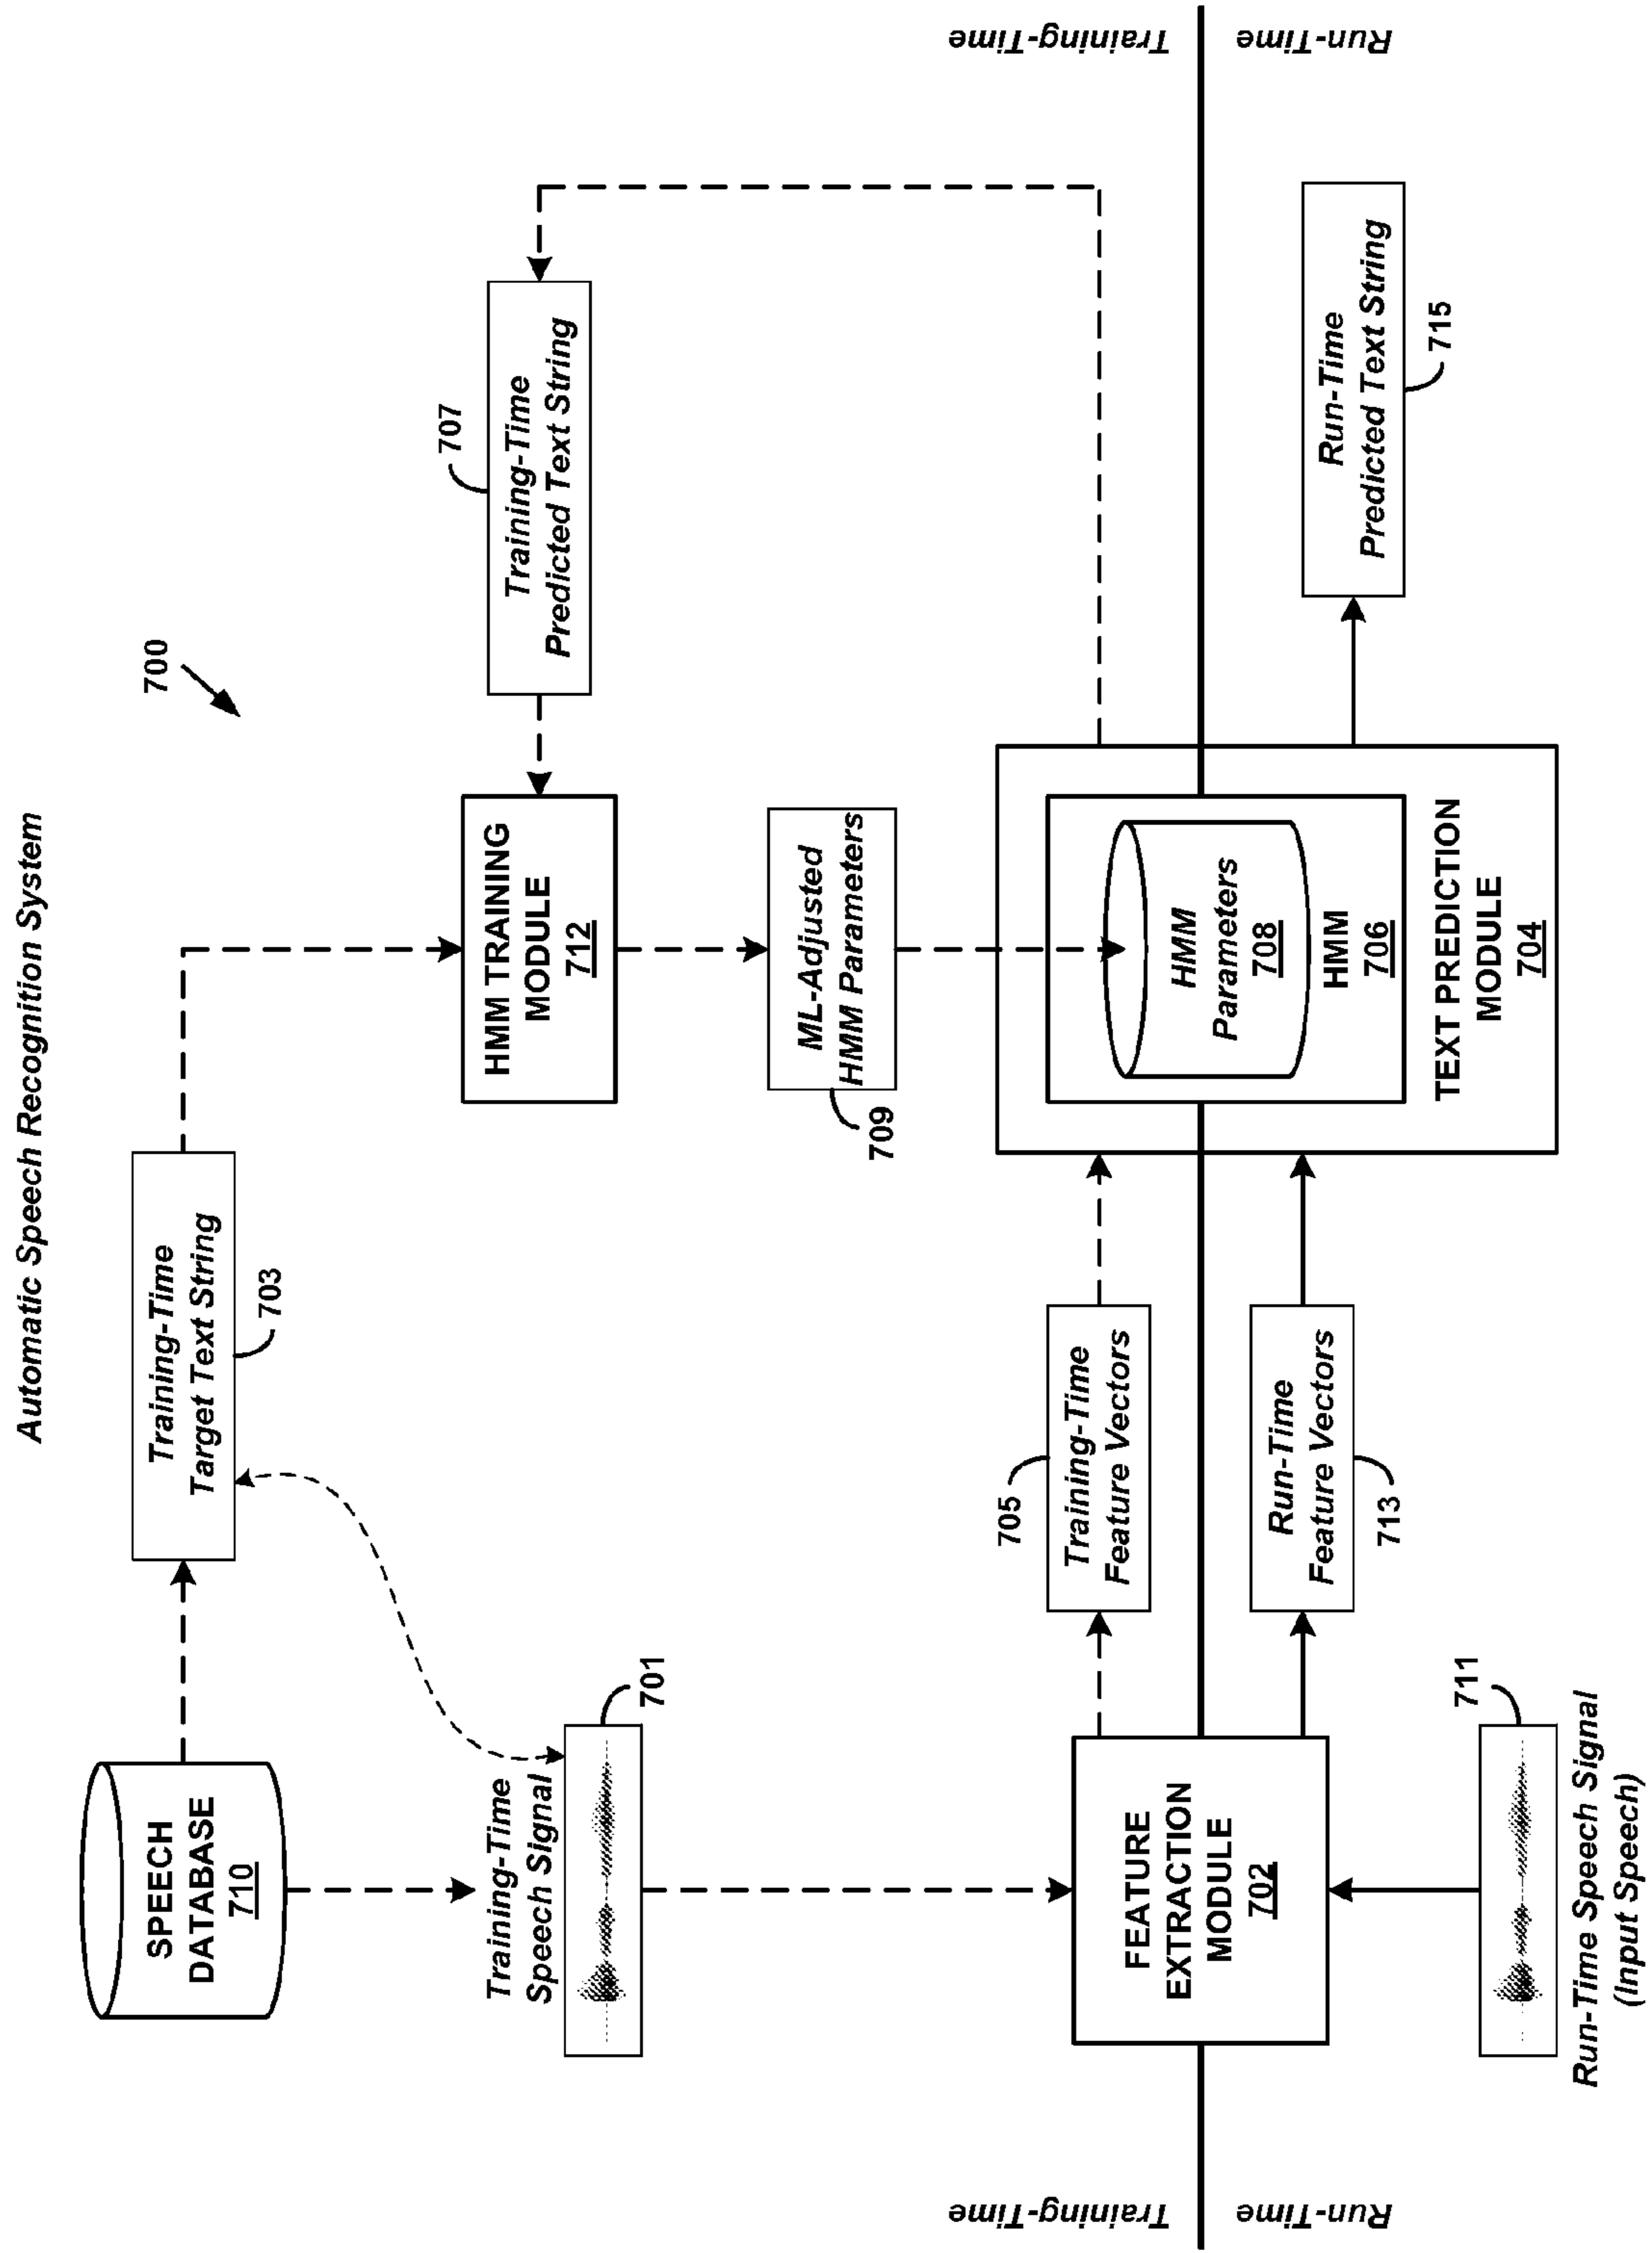 Automatic Speech Recognition System
700
SPEECH
DATABASE
710
Training-Time
Target Text String
703
Training-Time
Speech Signal
701
HMM TRAINING
MODULE
712
707
Training-Time
Predicted Text String
ML-Adjusted
HMM Parameters
709
Training-Time
Training-Time
Run-Time
Run-Time
FEATURE
EXTRACTION
MODULE
702
705
Training-Time
Feature Vectors
Run-Time
Feature Vectors
713
HMM
Parameters
708
HMM
706
TEXT PREDICTION
MODULE
704
Run-Time
Predicted Text String
715
711
Run-Time Speech Signal
(Input Speech)